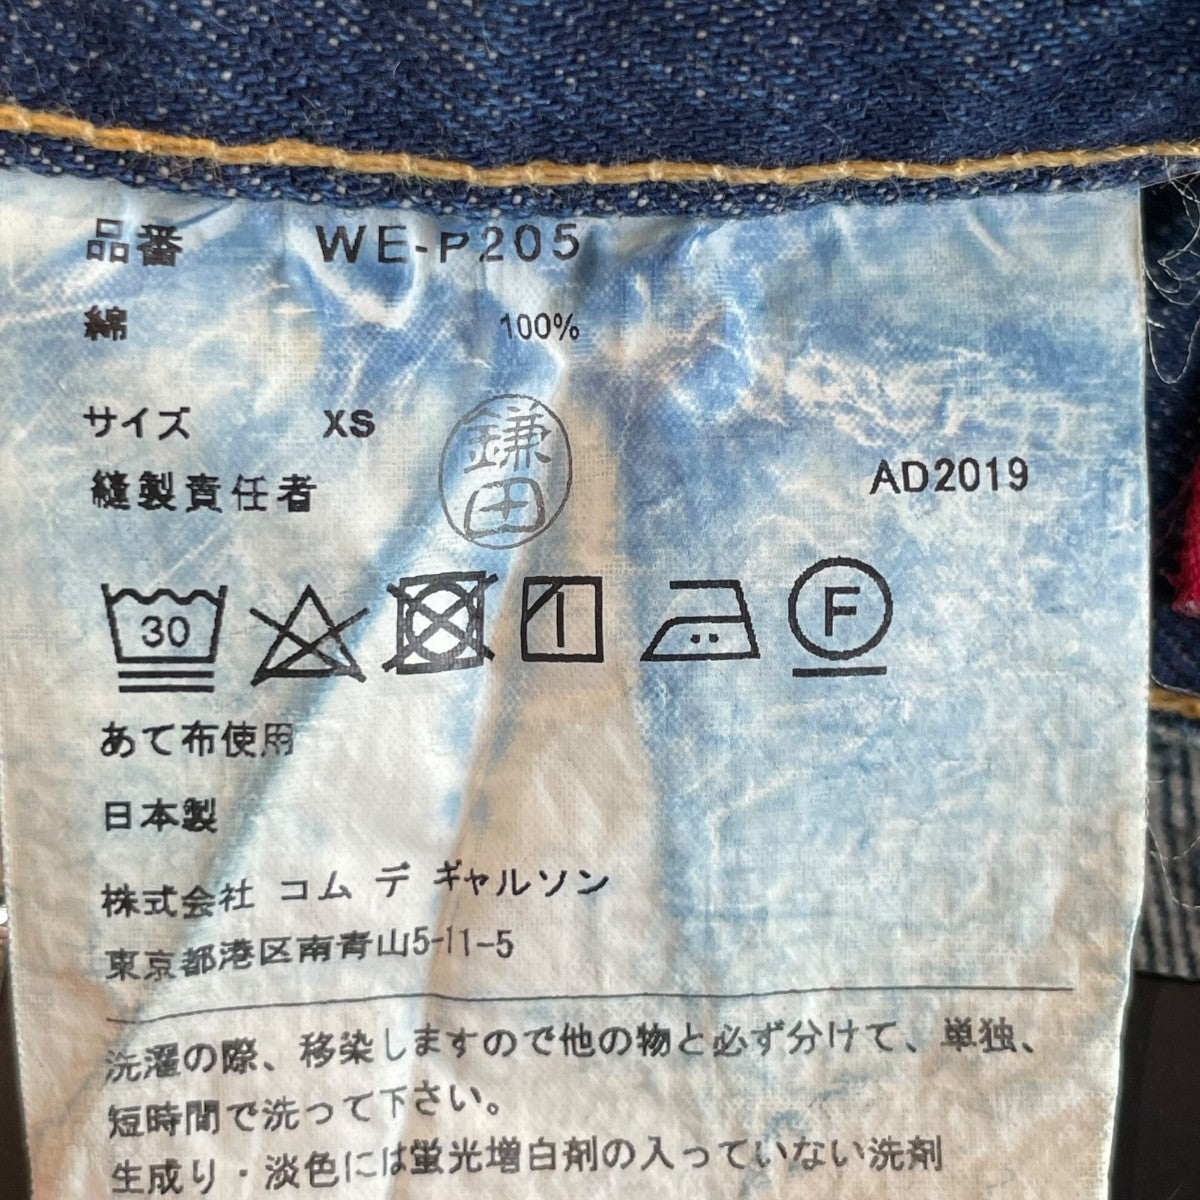 品番 WE-P205
綿 100%
サイズ XS
縫製責任者 鎌田
AD2019
30 F
あて布使用
日本製
株式会社 コム デ ギャルソン
東京都港区南青山5-11-5
洗濯の際、移染しますので他の物と必ず分けて、単独、
短時間で洗って下さい。
生成り・淡色には蛍光増白剤の入っていない洗剤